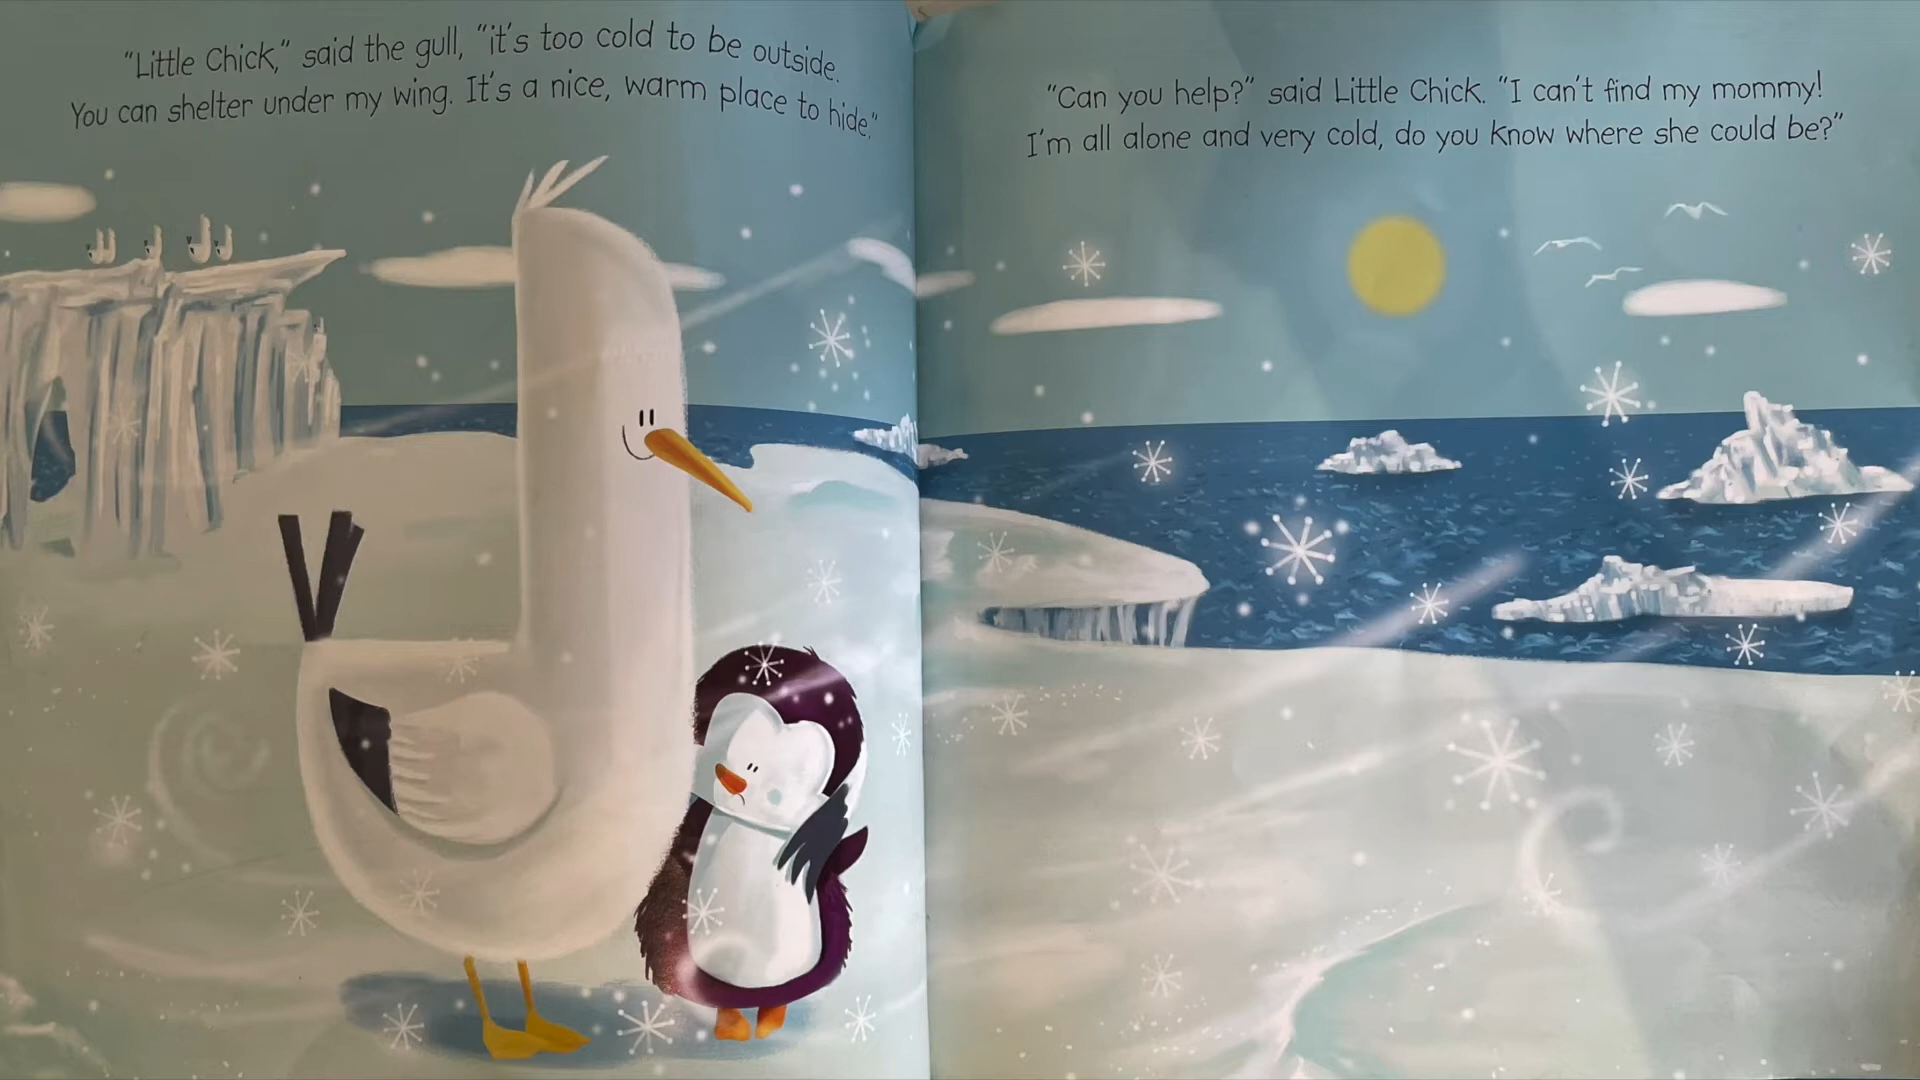 "Little Chick," said the gull, "it's too cold to be outside.
You can shelter under my wing. It's a nice, warm place to hide."
"Can you help?" said Little Chick. "I can't find my mommy!
I'm all alone and very cold, do you know where she could be?"